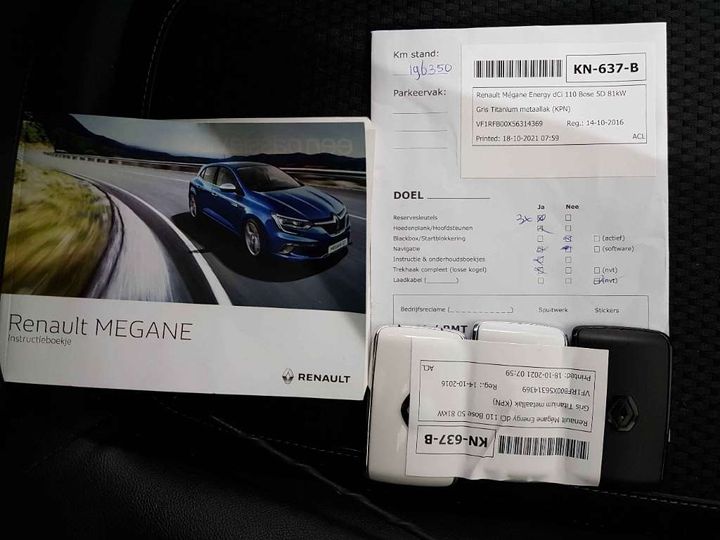 Renault MEGANE
Instructieboekje
RENAULT
Km stand:
196350
Parkeervak:
KN-637-B
Renault Mégane Energy dCi 110 Bose 5D 81kW
Gris Titanium metaallak (KPN)
VF1RFB00X56314369 Reg.: 14-10-2016
Printed: 18-10-2021 07:59 ACL
DOEL
Ja Nee
Reservesleutels 3x
Hoedenplank/Hoofdsteunen
Blackbox/Startblokkering (actief)
Navigatie (software)
Instructie & onderhoudsboekjes
Trekhaak compleet (losse kogel) (nvt)
Laadkabel (________) (nvt)
Bedrijfsreclame (__________) Spuitwerk Stickers
KN-637-B
Renault Mégane Energy dCi 110 Bose 5D 81kW
Gris Titanium metaallak (KPN)
VF1RFB00X56314369 Reg.: 14-10-2016
Printed: 18-10-2021 07:59 ACL